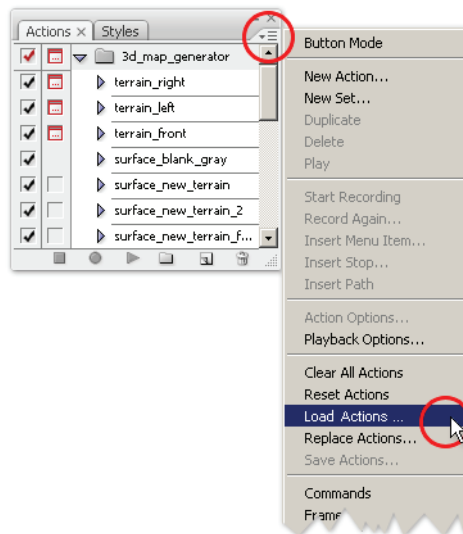 Actions × Styles
3d_map_generator
terrain_right
terrain_left
terrain_front
surface_blank_gray
surface_new_terrain
surface_new_terrain_2
surface_new_terrain_f...
Button Mode
New Action...
New Set...
Duplicate
Delete
Play
Start Recording
Record Again...
Insert Menu Item...
Insert Stop...
Insert Path
Action Options...
Playback Options...
Clear All Actions
Reset Actions
Load Actions ...
Replace Actions...
Save Actions...
Commands
Frame